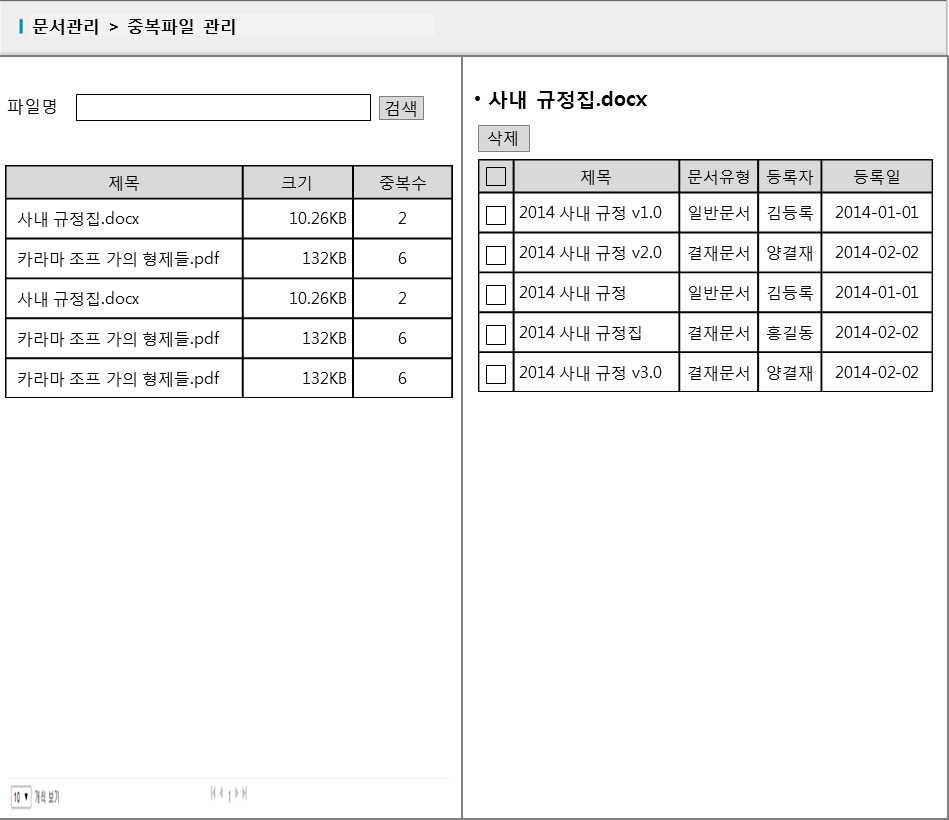 문서관리 > 중복파일 관리
파일명 검색
제목 크기 중복수
사내 규정집.docx 10.26KB 2
카라마 조프 가의 형제들.pdf 132KB 6
사내 규정집.docx 10.26KB 2
카라마 조프 가의 형제들.pdf 132KB 6
카라마 조프 가의 형제들.pdf 132KB 6
10 개씩 보기 1
• 사내 규정집.docx
삭제
제목 문서유형 등록자 등록일
2014 사내 규정 v1.0 일반문서 김등록 2014-01-01
2014 사내 규정 v2.0 결재문서 양결재 2014-02-02
2014 사내 규정 일반문서 김등록 2014-01-01
2014 사내 규정집 결재문서 홍길동 2014-02-02
2014 사내 규정 v3.0 결재문서 양결재 2014-02-02